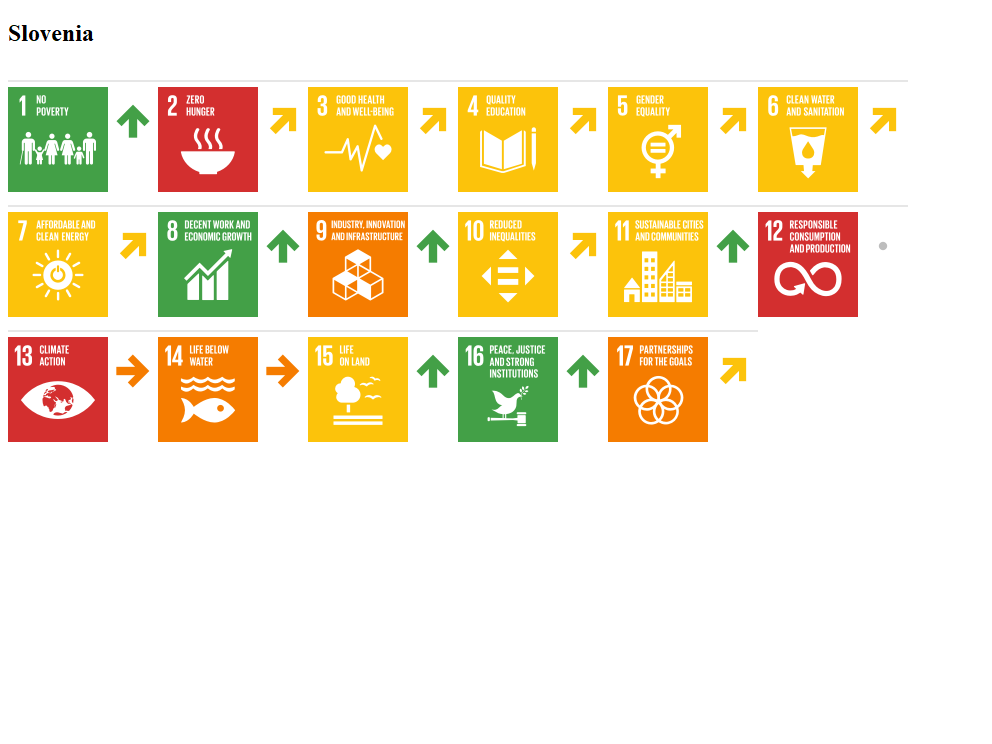 Slovenia
1 NO
POVERTY
2 ZERO
HUNGER
3 GOOD HEALTH
AND WELL-BEING
4 QUALITY
EDUCATION
5 GENDER
EQUALITY
6 CLEAN WATER
AND SANITATION
7 AFFORDABLE AND
CLEAN ENERGY
8 DECENT WORK AND
ECONOMIC GROWTH
9 INDUSTRY, INNOVATION
AND INFRASTRUCTURE
10 REDUCED
INEQUALITIES
11 SUSTAINABLE CITIES
AND COMMUNITIES
12 RESPONSIBLE
CONSUMPTION
AND PRODUCTION
13 CLIMATE
ACTION
14 LIFE BELOW
WATER
15 LIFE
ON LAND
16 PEACE, JUSTICE
AND STRONG
INSTITUTIONS
17 PARTNERSHIPS
FOR THE GOALS